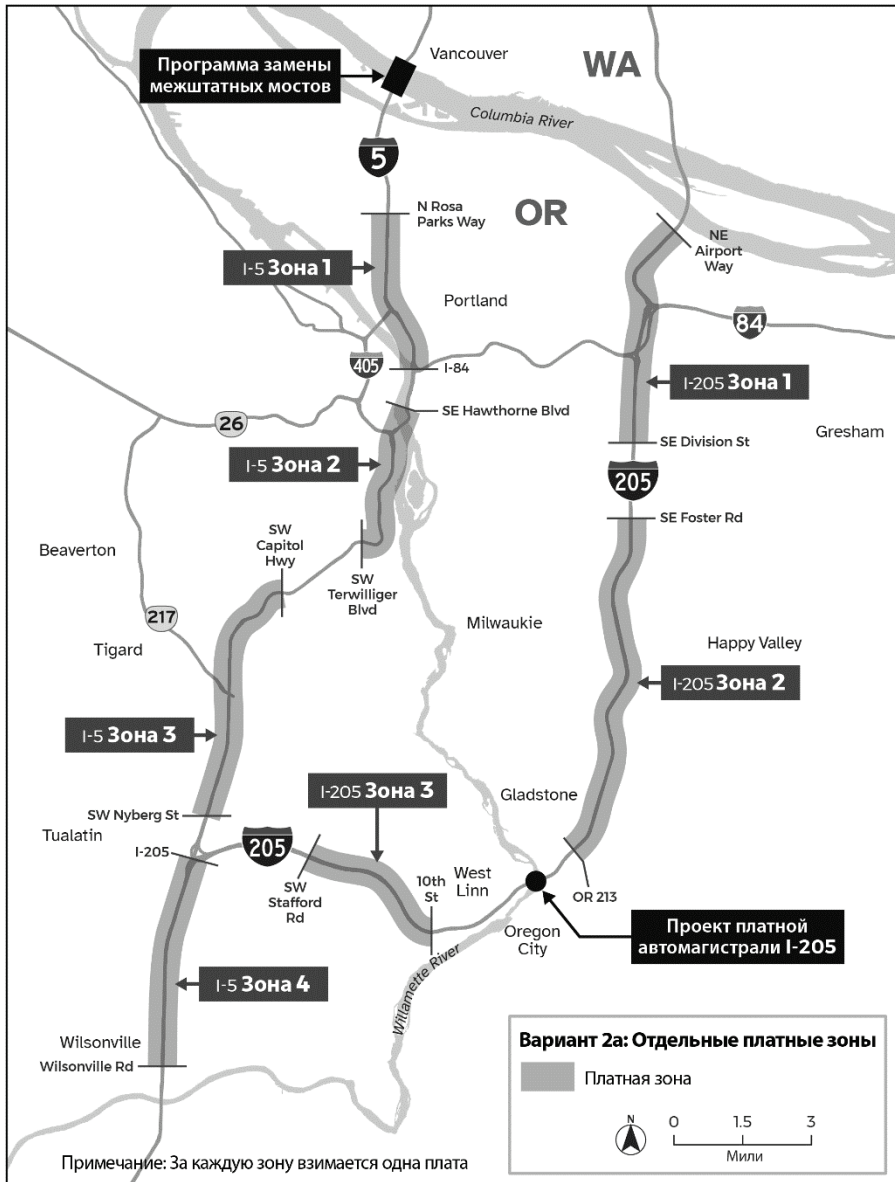 Vancouver
WA
Программа замены
межштатных мостов
Columbia River
5
OR
N Rosa
Parks Way
NE
Airport
Way
I-5 Зона 1
Portland
84
405
I-84
I-205 Зона 1
SE Hawthorne Blvd
26
Gresham
SE Division St
I-5 Зона 2
205
SE Foster Rd
SW
Capitol
Hwy
Beaverton
SW
Terwilliger
Blvd
217
Milwaukie
Tigard
Happy Valley
I-205 Зона 2
I-5 Зона 3
I-205 Зона 3
Gladstone
SW Nyberg St
Tualatin
I-205
205
SW
Stafford
Rd
10th
St
West
Linn
OR 213
Oregon
City
Проект платной
автомагистрали I-205
Willamette River
I-5 Зона 4
Wilsonville
Wilsonville Rd
Вариант 2a: Отдельные платные зоны
Платная зона
N
0 1.5 3
Мили
Примечание: За каждую зону взимается одна плата